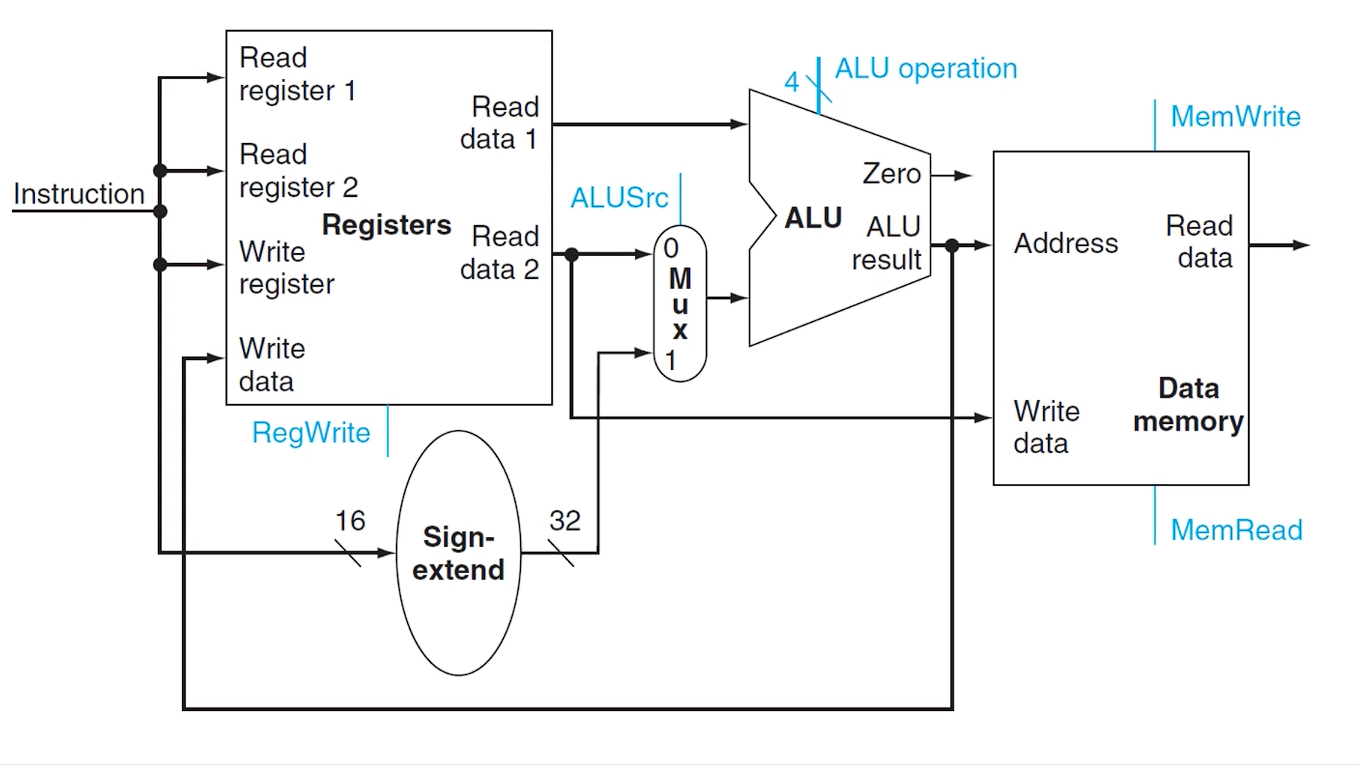 Instruction
Read
register 1
Read
register 2
Registers
Write
register
Write
data
Read
data 1
Read
data 2
RegWrite
16
Sign-
extend
32
ALUSrc
0
M
u
x
1
4
ALU operation
Zero
ALU
ALU
result
MemWrite
Address
Read
data
Write
data
Data
memory
MemRead